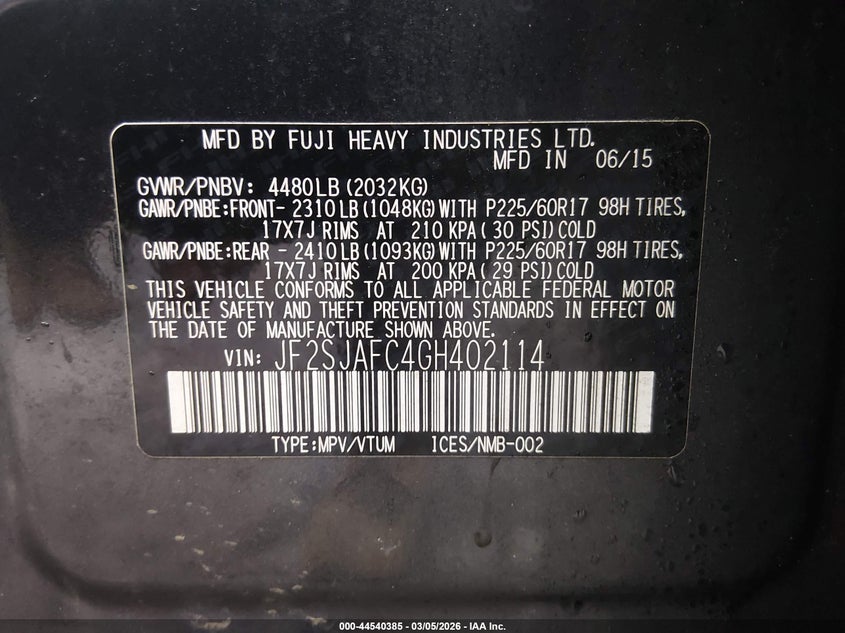 MFD BY FUJI HEAVY INDUSTRIES LTD.
MFD IN 06/15
GVWR/PNBV: 4480LB(2032KG)
GAWR/PNBE:FRONT- 2310LB(1048KG)WITH P225/60R17 98H TIRES,
17X7J RIMS AT 210 KPA(30 PSI)COLD
GAWR/PNBE:REAR - 2410LB(1093KG)WITH P225/60R17 98H TIRES,
17X7J RIMS AT 200 KPA(29 PSI)COLD
THIS VEHICLE CONFORMS TO ALL APPLICABLE FEDERAL MOTOR
VEHICLE SAFETY AND THEFT PREVENTION STANDARDS IN EFFECT ON
THE DATE OF MANUFACTURE SHOWN ABOVE.
VIN: JF2SJAFC4GH402114
TYPE:MPV/VTUM ICES/NMB-002
000-44540385 - 03/05/2026 - IAA Inc.